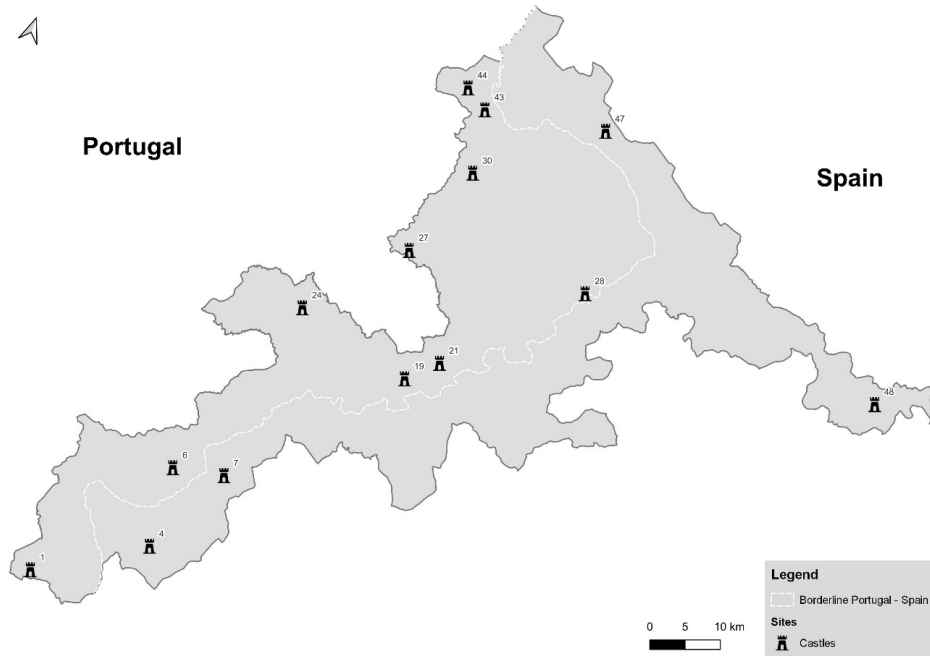 44
43
47
Portugal
30
Spain
27
28
24
21
19
48
6
7
4
1
Legend
Borderline Portugal - Spain
Sites
Castles
0 5 10 km